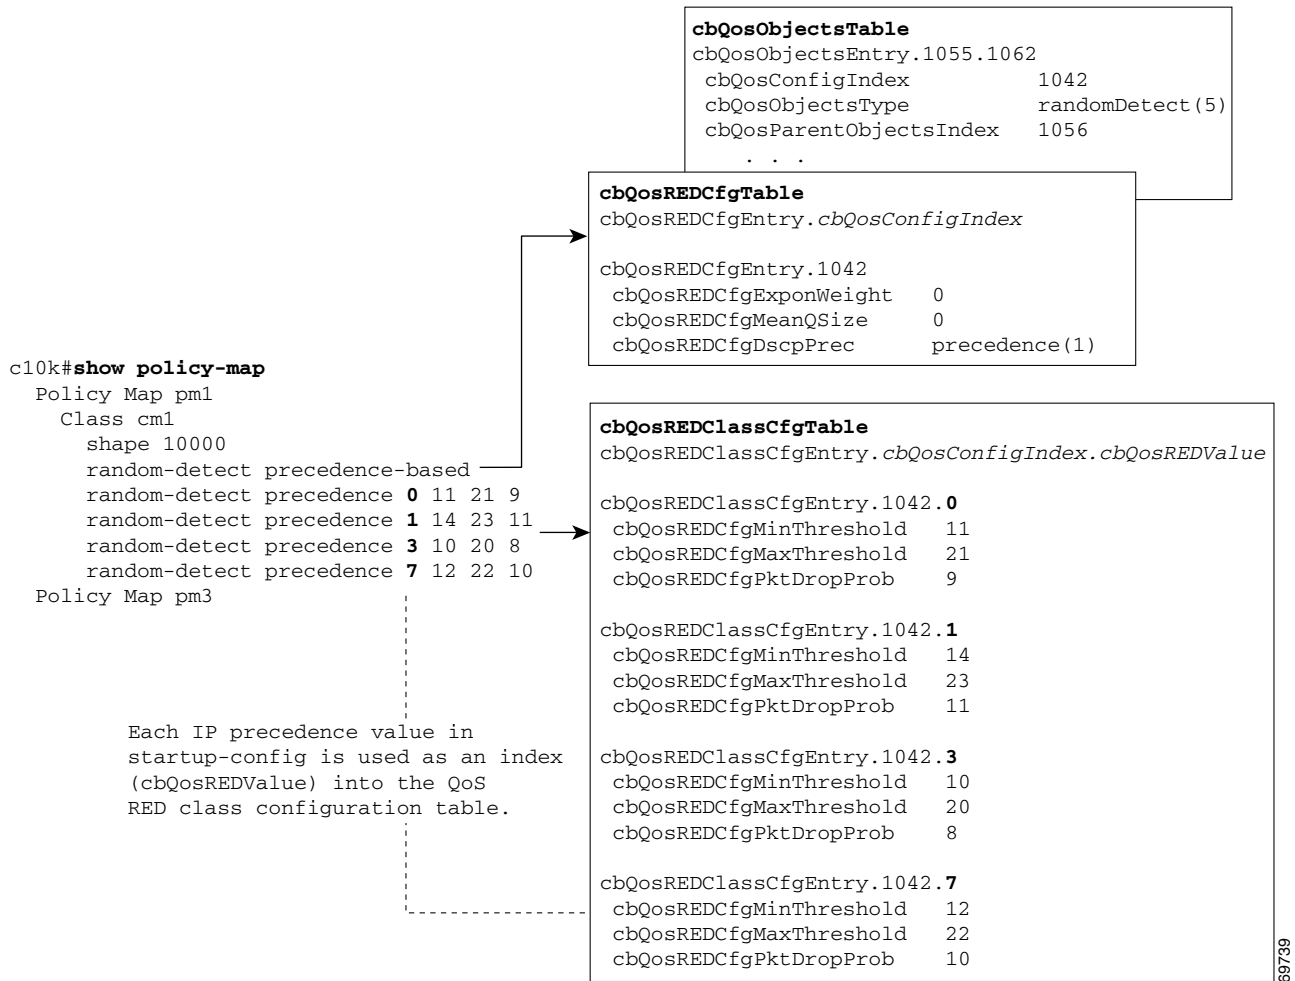 cbQosObjectsTable
cbQosObjectsEntry.1055.1062
cbQosConfigIndex 1042
cbQosObjectsType randomDetect(5)
cbQosParentObjectsIndex 1056
. . .
cbQosREDCfgTable
cbQosREDCfgEntry.cbQosConfigIndex
cbQosREDCfgEntry.1042
cbQosREDCfgExponWeight 0
cbQosREDCfgMeanQSize 0
cbQosREDCfgDscpPrec precedence(1)
c10k#show policy-map
Policy Map pm1
Class cm1
shape 10000
random-detect precedence-based
random-detect precedence 0 11 21 9
random-detect precedence 1 14 23 11
random-detect precedence 3 10 20 8
random-detect precedence 7 12 22 10
Policy Map pm3
Each IP precedence value in
startup-config is used as an index
(cbQosREDValue) into the QoS
RED class configuration table.
cbQosREDClassCfgTable
cbQosREDClassCfgEntry.cbQosConfigIndex.cbQosREDValue
cbQosREDClassCfgEntry.1042.0
cbQosREDCfgMinThreshold 11
cbQosREDCfgMaxThreshold 21
cbQosREDCfgPktDropProb 9
cbQosREDClassCfgEntry.1042.1
cbQosREDCfgMinThreshold 14
cbQosREDCfgMaxThreshold 23
cbQosREDCfgPktDropProb 11
cbQosREDClassCfgEntry.1042.3
cbQosREDCfgMinThreshold 10
cbQosREDCfgMaxThreshold 20
cbQosREDCfgPktDropProb 8
cbQosREDClassCfgEntry.1042.7
cbQosREDCfgMinThreshold 12
cbQosREDCfgMaxThreshold 22
cbQosREDCfgPktDropProb 10
69739